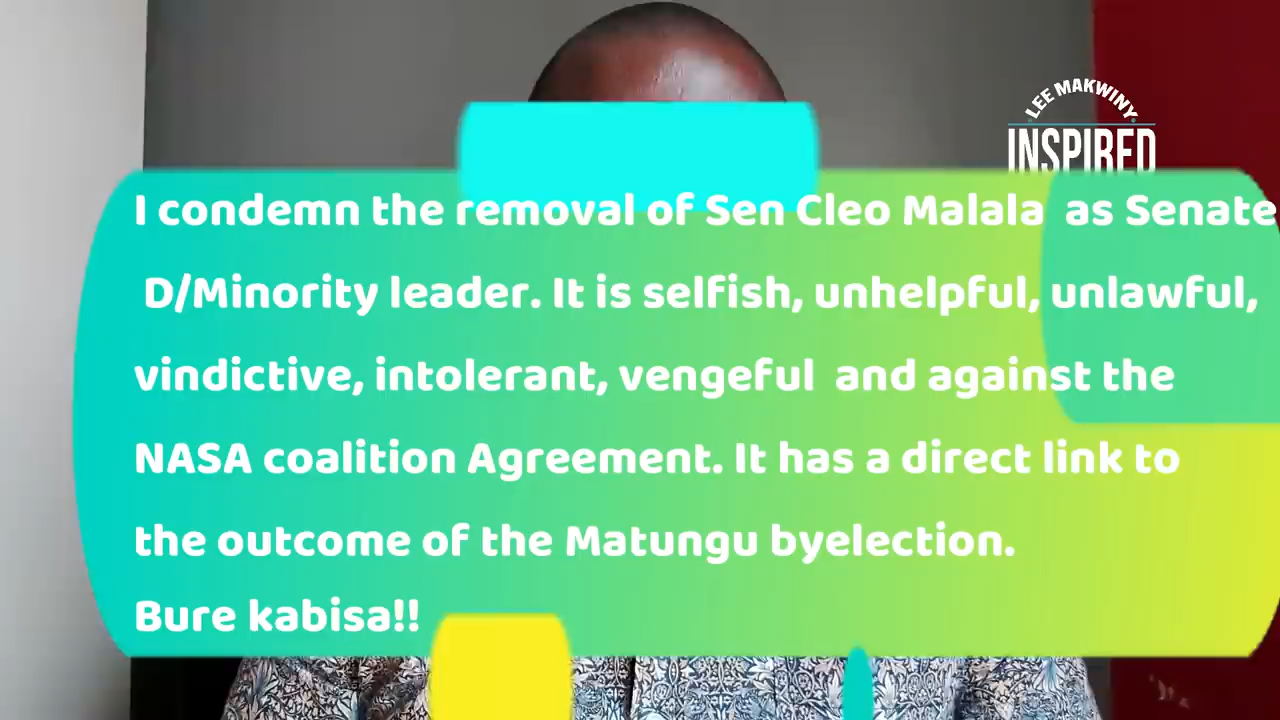 LEE MAKWINY
INSPIRED
I condemn the removal of Sen Cleo Malala as Senate
D/Minority leader. It is selfish, unhelpful, unlawful,
vindictive, intolerant, vengeful and against the
NASA coalition Agreement. It has a direct link to
the outcome of the Matungu byelection.
Bure kabisa!!